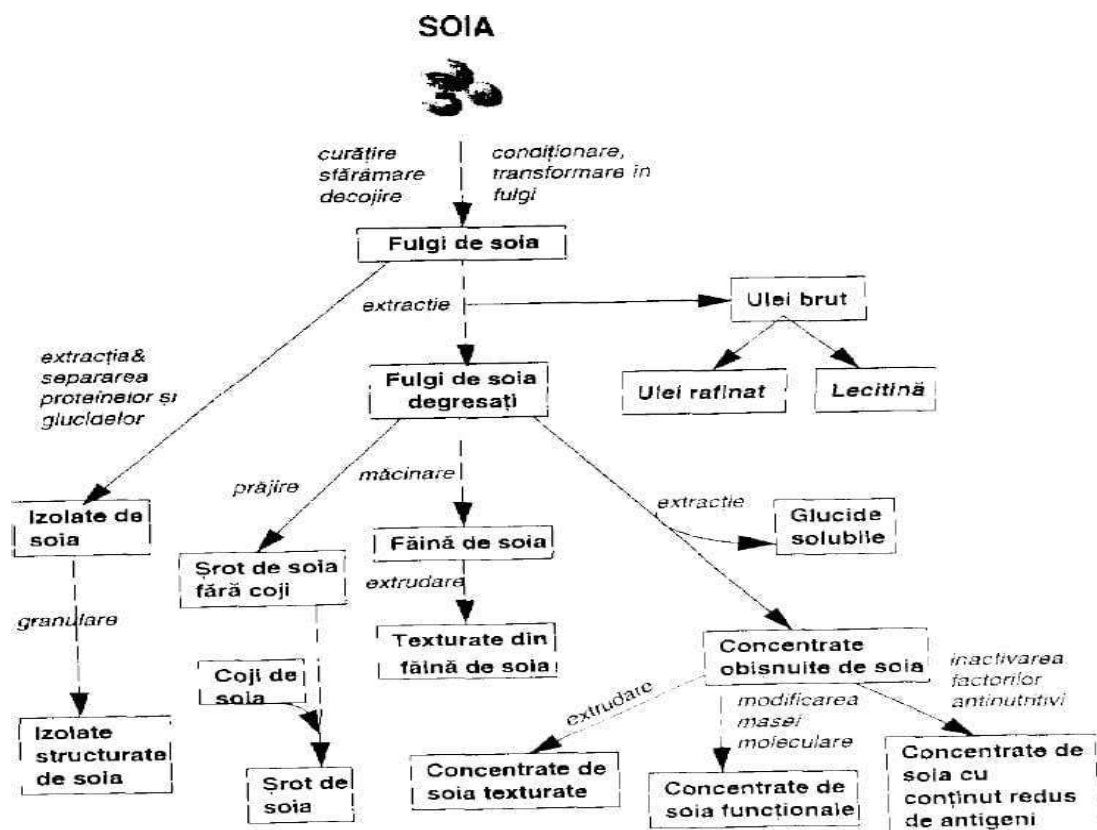 SOIA
curățire
sfărâmare
decojire
condiționare,
transformare în
fulgi
Fulgi de soia
extractie
Ulei brut
Ulei rafinat
Lecitină
extracția&
separarea
proteinelor și
glucidelor
Fulgi de soia
degresați
prăjire
măcinare
extractie
Izolate de
soia
Șrot de soia
fără coji
Făină de soia
Glucide
solubile
granulare
extrudare
Texturate din
făină de soia
Concentrate
obisnuite de soia
inactivarea
factorilor
antinutritivi
Coji de
soia
extrudare
modificarea
masei
moleculare
Izolate
structurate
de soia
Șrot de
soia
Concentrate de
soia texturate
Concentrate de
soia funcționale
Concentrate de
soia cu
conținut redus
de antigeni